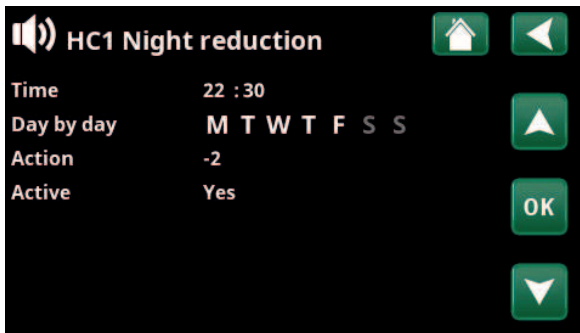 HC1 Night reduction
Time 22 :30
Day by day M T W T F S S
Action -2
Active Yes
OK